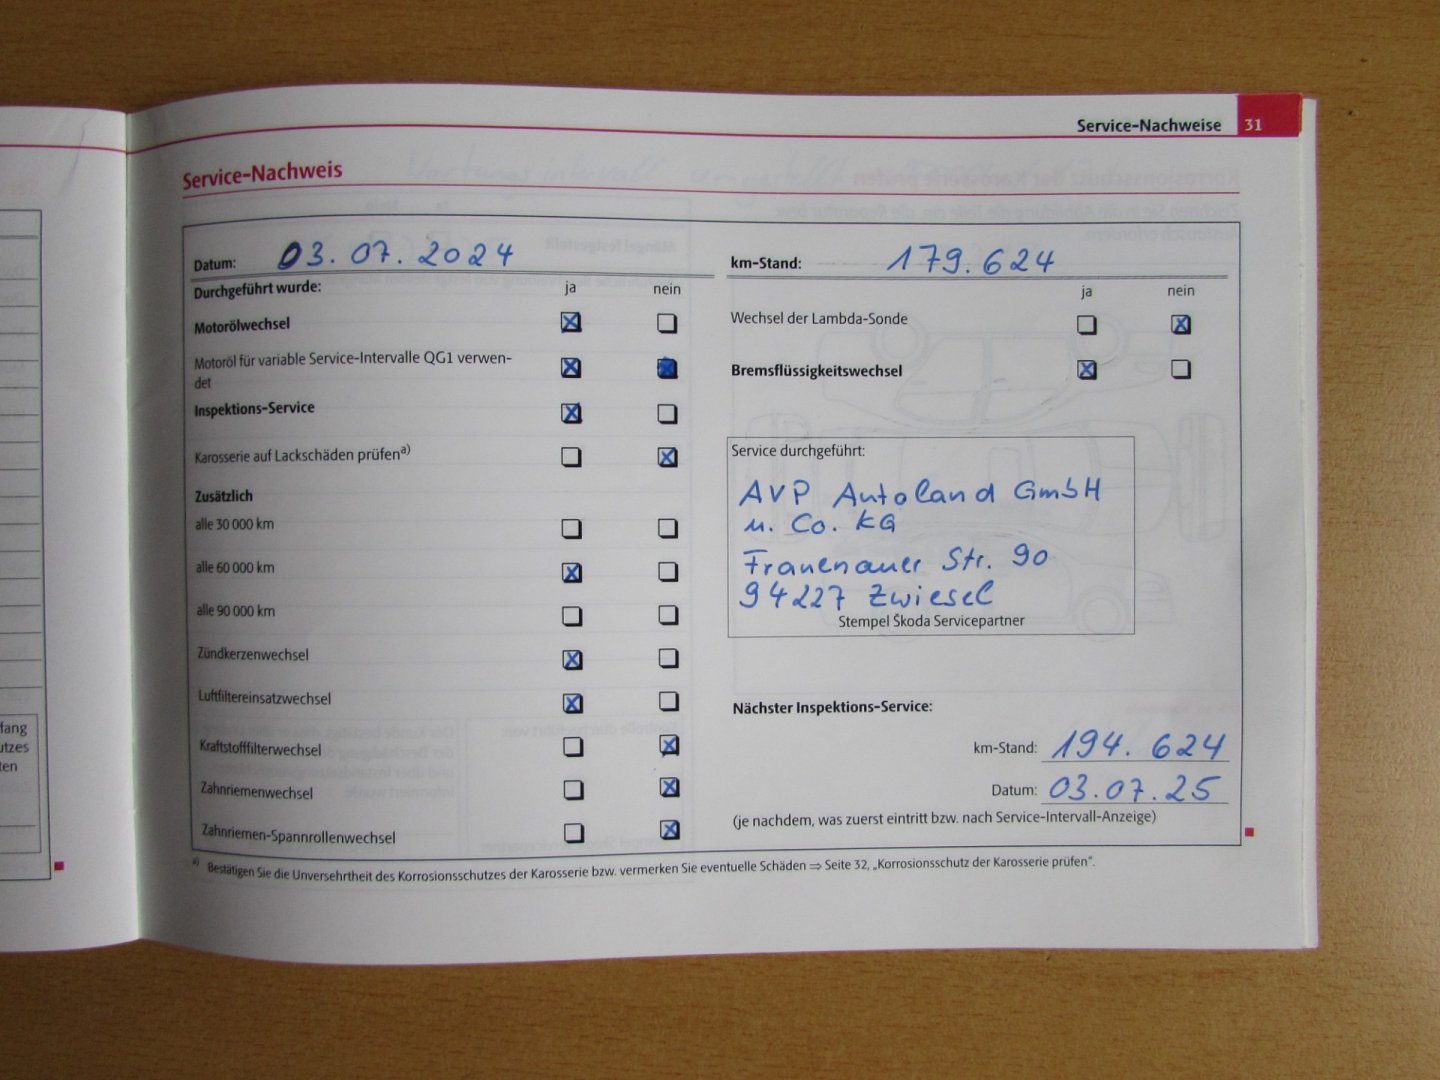 fang
utzes
ten
Service-Nachweise 31
Service-Nachweis
Datum: 03.07.2024
km-Stand: 179.624
Durchgeführt wurde: ja nein
ja nein
Motorölwechsel
Wechsel der Lambda-Sonde
Motoröl für variable Service-Intervalle QG1 verwen-
det
Bremsflüssigkeitswechsel
Inspektions-Service
Karosserie auf Lackschäden prüfen a)
Zusätzlich
alle 30 000 km
alle 60 000 km
alle 90 000 km
Zündkerzenwechsel
Luftfiltereinsatzwechsel
Kraftstofffilterwechsel
Zahnriemenwechsel
Zahnriemen-Spannrollenwechsel
Service durchgeführt:
AVP Autoland GmbH
u. Co. KG
Frauenauer Str. 90
94227 Zwiesel
Stempel Škoda Servicepartner
Nächster Inspektions-Service:
km-Stand: 194.624
Datum: 03.07.25
(je nachdem, was zuerst eintritt bzw. nach Service-Intervall-Anzeige)
a) Bestätigen Sie die Unversehrtheit des Korrosionsschutzes der Karosserie bzw. vermerken Sie eventuelle Schäden ⇒ Seite 32, „Korrosionsschutz der Karosserie prüfen“.